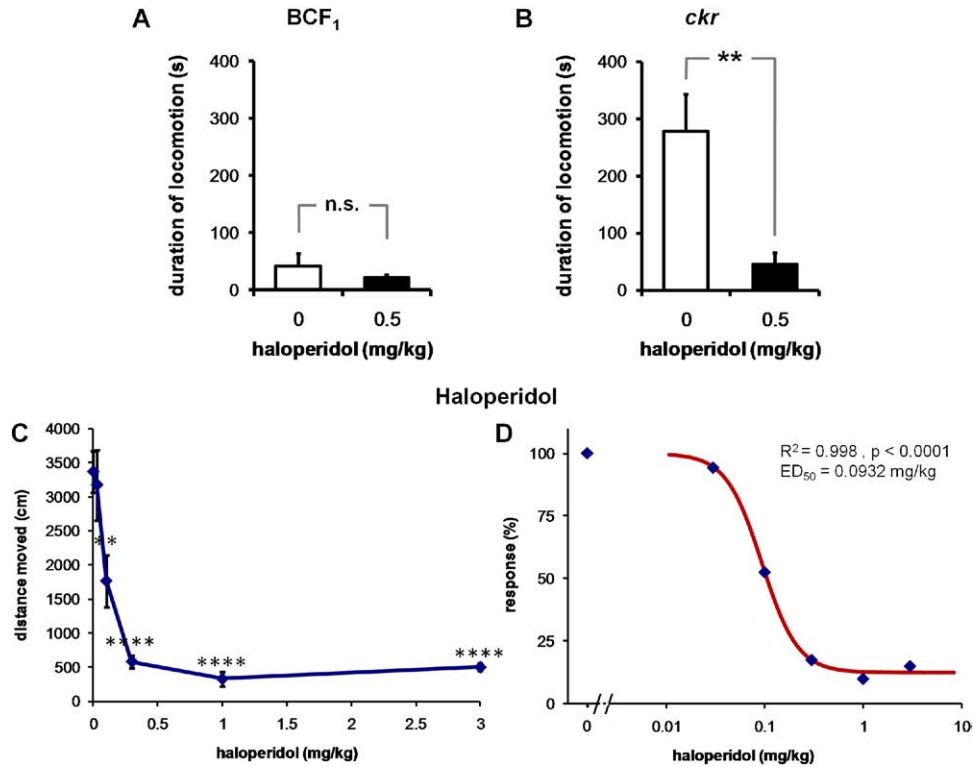 A
BCF1
duration of locomotion (s)
400
300
200
100
0
n.s.
0
0.5
haloperidol (mg/kg)
B
ckr
duration of locomotion (s)
400
300
200
100
0
**
0
0.5
haloperidol (mg/kg)
Haloperidol
C
distance moved (cm)
4000
3500
3000
2500
2000
1500
1000
500
0
**
****
****
****
0
0.5
1
1.5
2
2.5
3
haloperidol (mg/kg)
D
R2 = 0.998 , p < 0.0001
ED50 = 0.0932 mg/kg
response (%)
100
75
50
25
0
0
0.01
0.1
1
10
haloperidol (mg/kg)